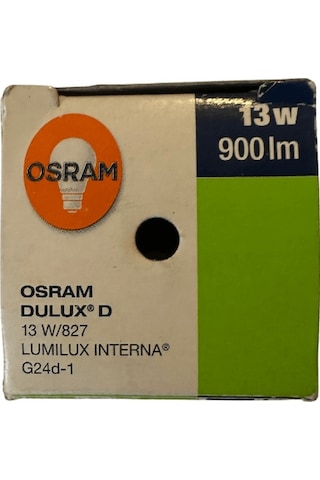 13 W
900 lm
OSRAM
OSRAM
DULUX® D
13 W/827
LUMILUX INTERNA®
G24d-1